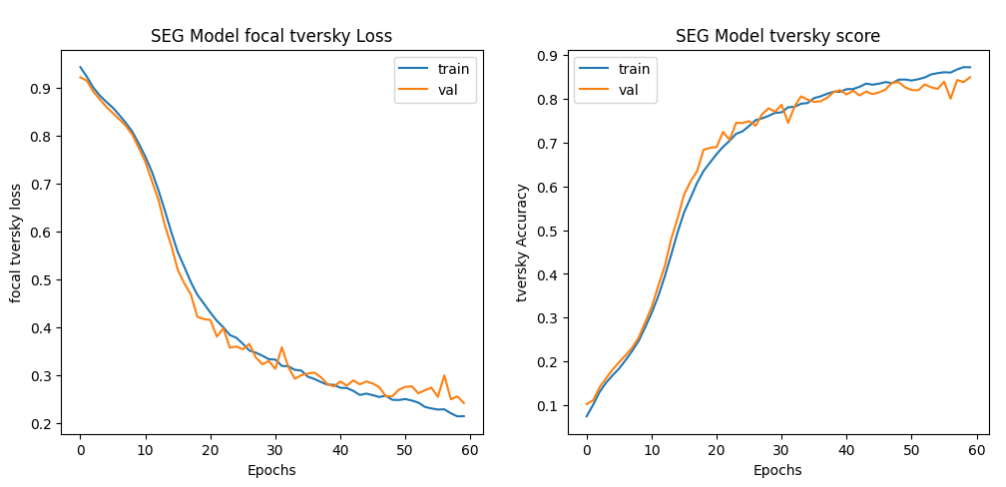 SEG Model focal tversky Loss
train
val
focal tversky loss
0.9
0.8
0.7
0.6
0.5
0.4
0.3
0.2
0 10 20 30 40 50 60
Epochs
SEG Model tversky score
train
val
tversky Accuracy
0.9
0.8
0.7
0.6
0.5
0.4
0.3
0.2
0.1
0 10 20 30 40 50 60
Epochs